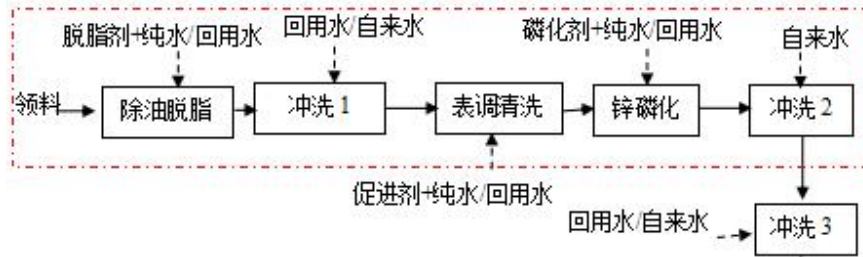 脱脂剂+纯水/回用水
回用水/自来水
磷化剂+纯水/回用水
自来水
领料
除油脱脂
冲洗 1
表调清洗
锌磷化
冲洗 2
促进剂+纯水/回用水
回用水/自来水
冲洗 3